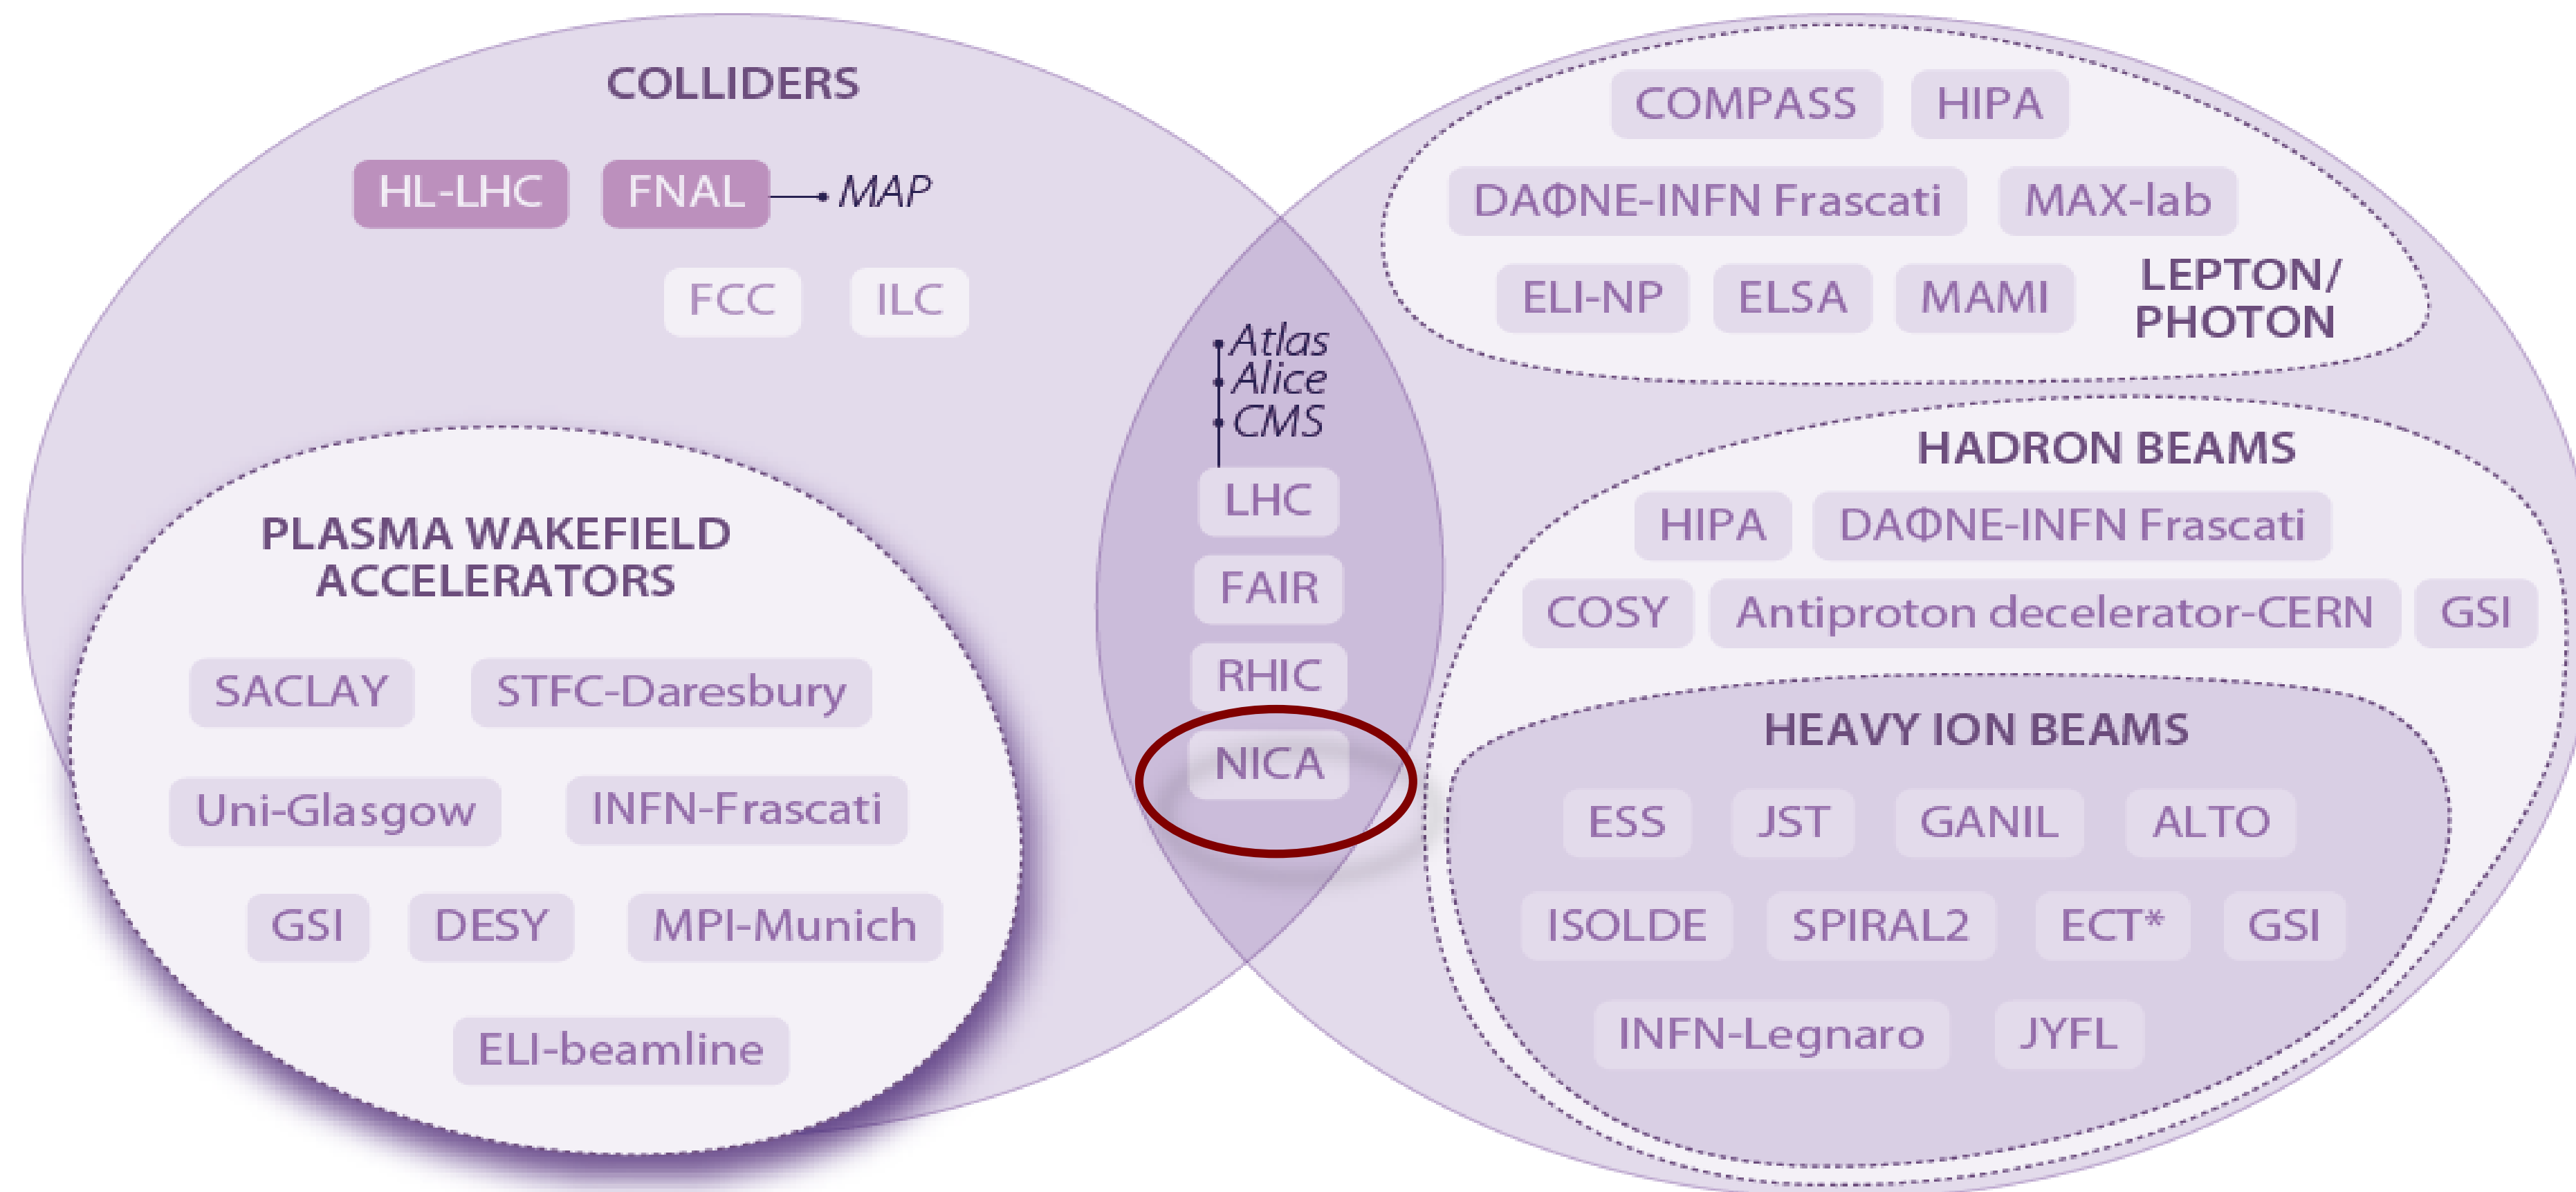 COLLIDERS
HL-LHC FNAL MAP
FCC ILC
PLASMA WAKEFIELD
ACCELERATORS
SACLAY STFC-Daresbury
Uni-Glasgow INFN-Frascati
GSI DESY MPI-Munich
ELI-beamline
Atlas
Alice
CMS
LHC
FAIR
RHIC
NICA
COMPASS HIPA
DAΦNE-INFN Frascati MAX-lab
ELI-NP ELSA MAMI
LEPTON/
PHOTON
HADRON BEAMS
HIPA DAΦNE-INFN Frascati
COSY Antiproton decelerator-CERN GSI
HEAVY ION BEAMS
ESS JST GANIL ALTO
ISOLDE SPIRAL2 ECT* GSI
INFN-Legnaro JYFL